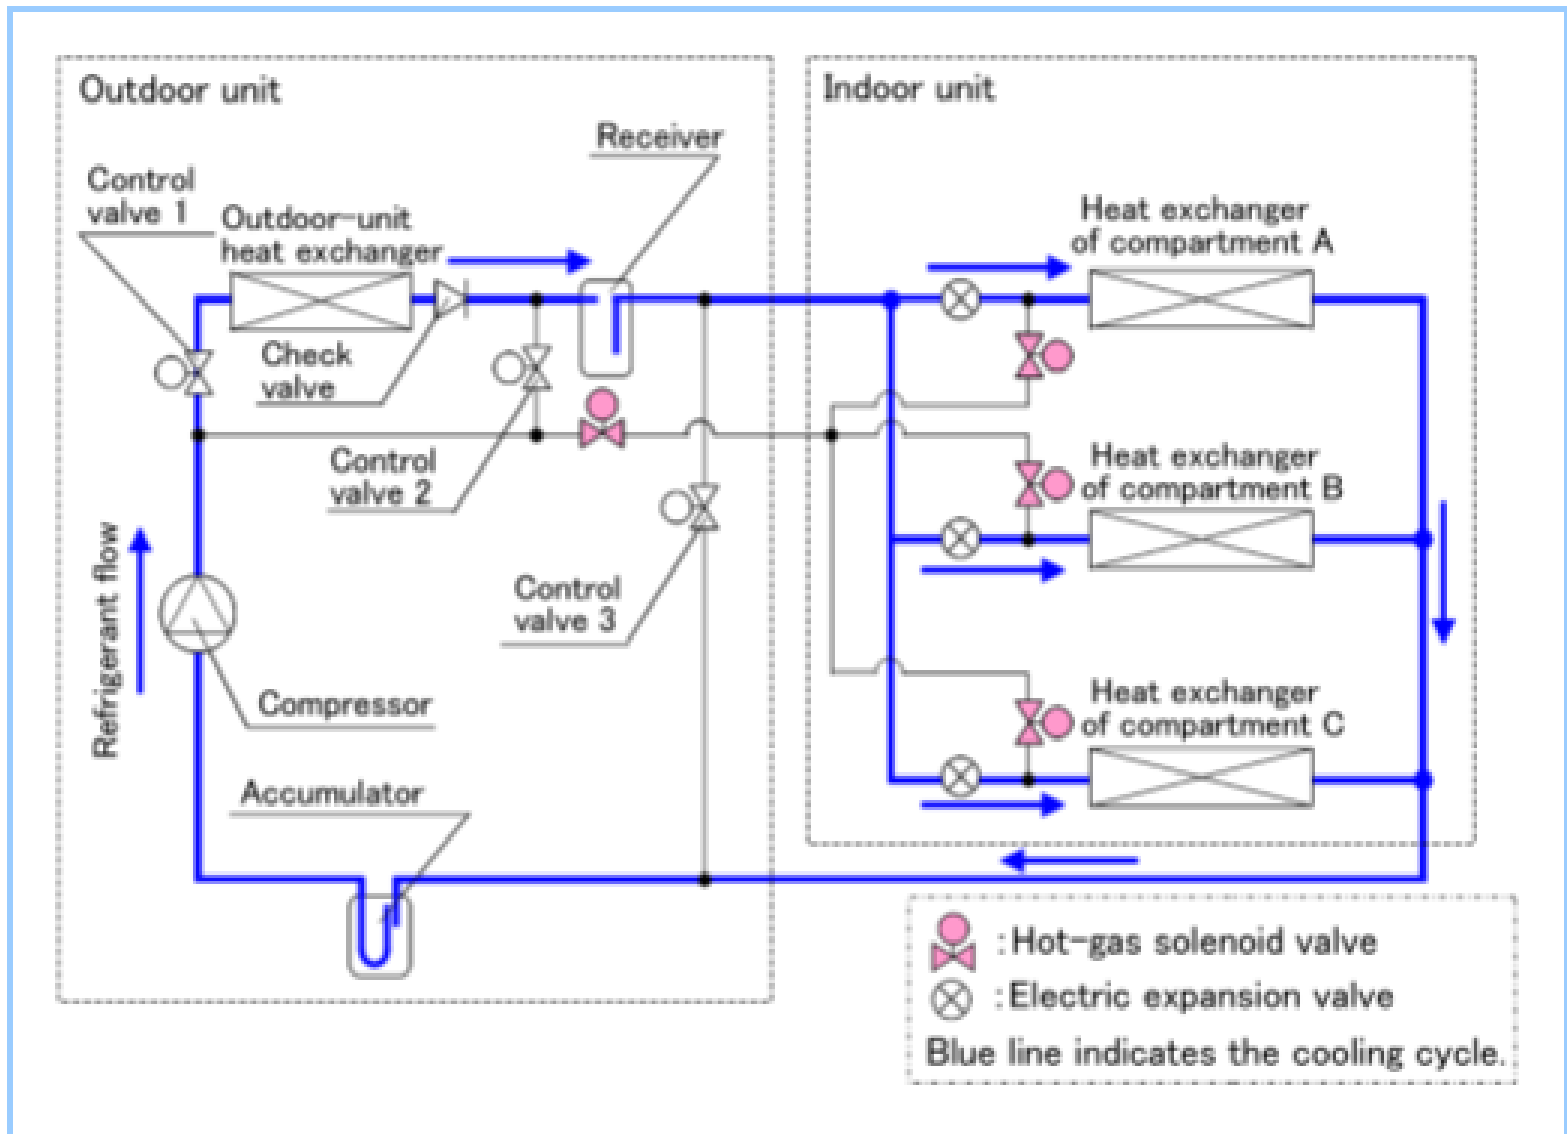 Outdoor unit
Indoor unit
Receiver
Control
valve 1
Outdoor-unit
heat exchanger
Heat exchanger
of compartment A
Check
valve
Control
valve 2
Heat exchanger
of compartment B
Refrigerant flow
Control
valve 3
Compressor
Heat exchanger
of compartment C
Accumulator
:Hot-gas solenoid valve
:Electric expansion valve
Blue line indicates the cooling cycle.